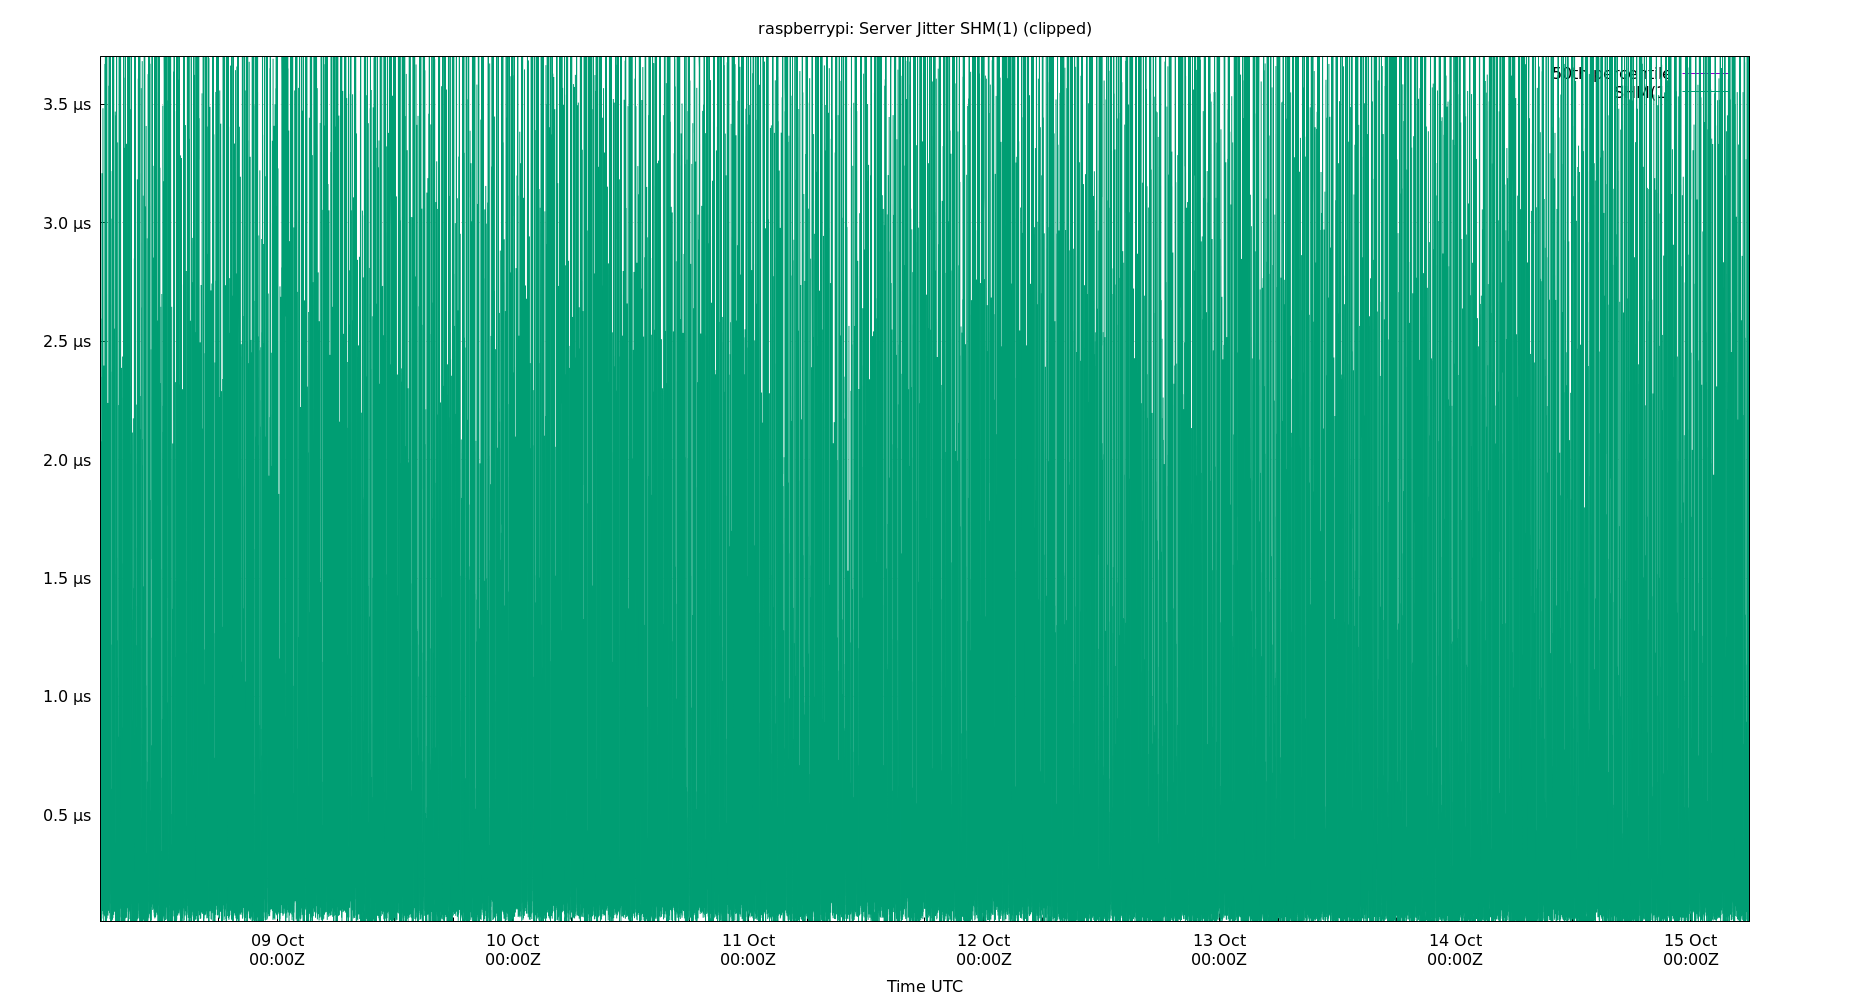 raspberrypi: Server Jitter SHM(1) (clipped)
50th percentile
SHM(1)
3.5 µs
3.0 µs
2.5 µs
2.0 µs
1.5 µs
1.0 µs
0.5 µs
09 Oct 10 Oct 11 Oct 12 Oct 13 Oct 14 Oct 15 Oct
00:00Z 00:00Z 00:00Z 00:00Z 00:00Z 00:00Z 00:00Z
Time UTC